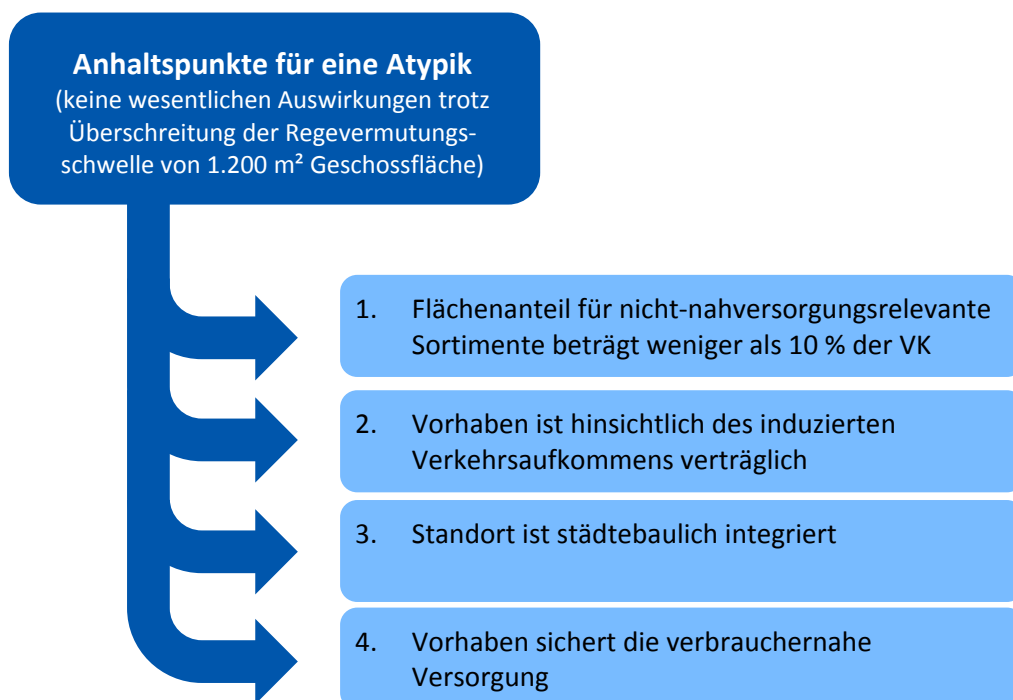 Anhaltspunkte für eine Atypik
(keine wesentlichen Auswirkungen trotz
Überschreitung der Regevermutungs-
schwelle von 1.200 m² Geschossfläche)
1. Flächenanteil für nicht-nahversorgungsrelevante
Sortimente beträgt weniger als 10 % der VK
2. Vorhaben ist hinsichtlich des induzierten
Verkehrsaufkommens verträglich
3. Standort ist städtebaulich integriert
4. Vorhaben sichert die verbrauchernahe
Versorgung